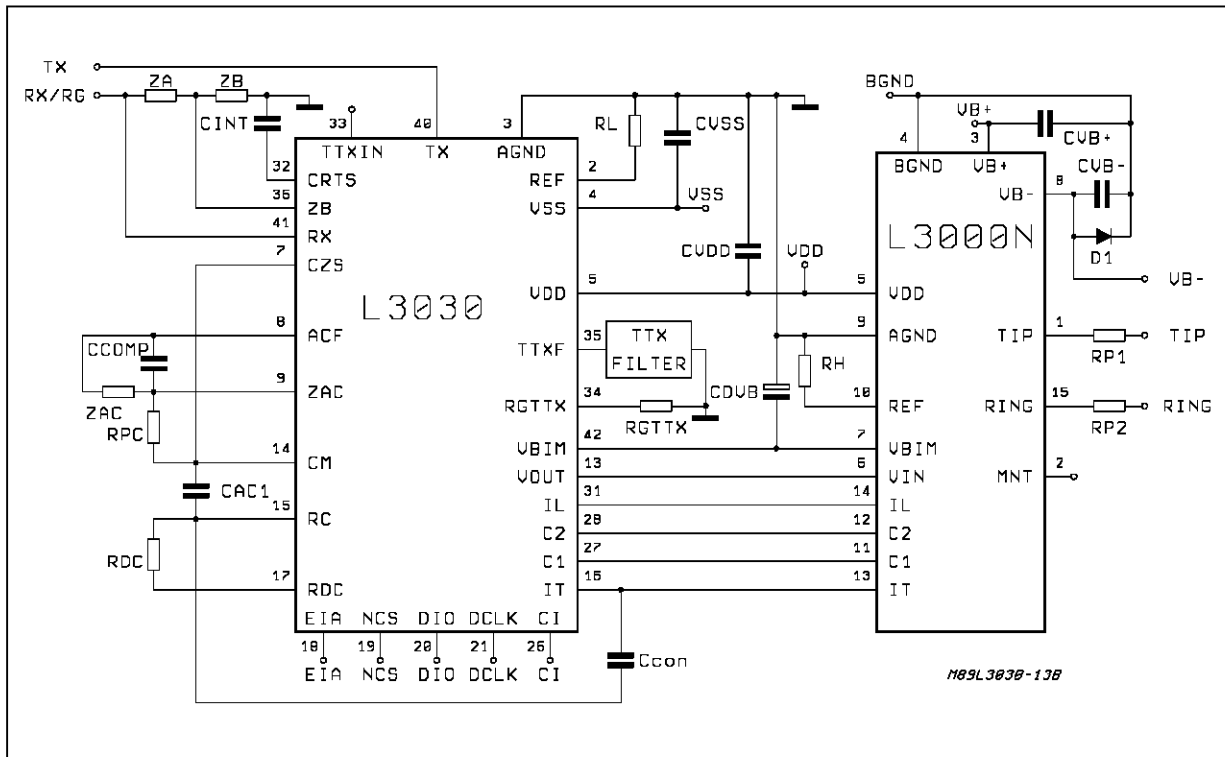 TX
RX/RG
ZA
ZB
CINT
33
40
3
TTXIN
TX
AGND
32
CRTS
36
ZB
41
RX
7
CZS
L3030
8
ACF
CCOMP
9
ZAC
ZAC
RPC
14
CM
CAC1
15
RC
RDC
17
RDC
EIA NCS DIO DCLK CI
18 19 20 21 26
EIA NCS DIO DCLK CI
RL
CVSS
2
REF
4
VSS
VSS
CVDD
VDD
5
VDD
35
TTXF
TTX
FILTER
34
RGTTX
RGTTX
CDVB
RH
42
VBIM
13
VOUT
31
IL
28
C2
27
C1
16
IT
Ccon
BGND
VB+
4
3
CVB+
BGND
VB+
CVB-
8
VB-
L3000N
D1
VB-
5
VDD
9
AGND
1
TIP
RP1
TIP
10
REF
15
RING
RP2
RING
7
VBIM
6
VIN
2
MNT
14
IL
12
C2
11
C1
13
IT
M89L3030-13B